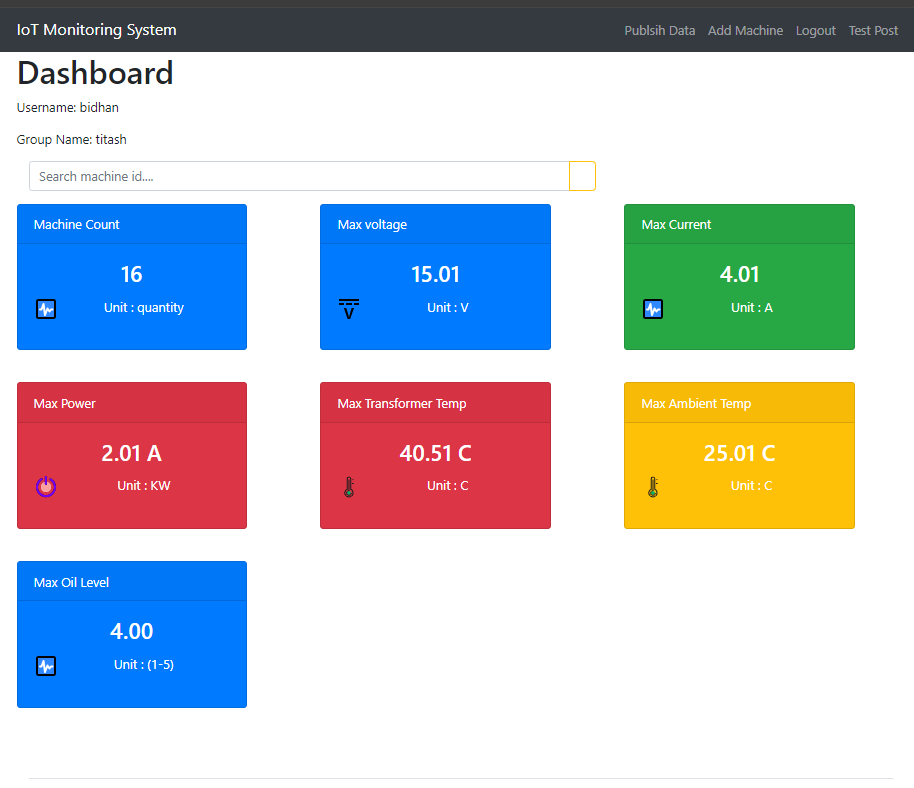 IoT Monitoring System
Publsih Data Add Machine Logout Test Post
Dashboard
Username: bidhan
Group Name: titash
Search machine id....
Machine Count
16
Unit : quantity
Max voltage
15.01
V
Unit : V
Max Current
4.01
Unit : A
Max Power
2.01 A
Unit : KW
Max Transformer Temp
40.51 C
Unit : C
Max Ambient Temp
25.01 C
Unit : C
Max Oil Level
4.00
Unit : (1-5)